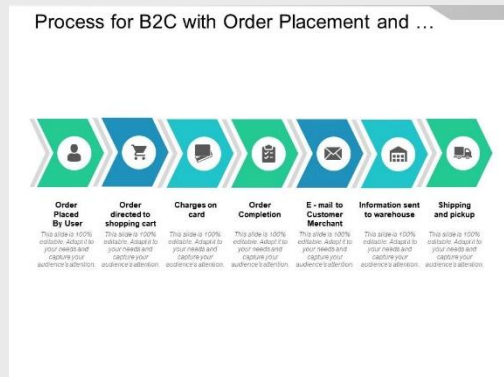 Process for B2C with Order Placement and ...
Order
Placed
By User
This slide is 100%
editable. Adapt it to
your needs and
capture your
audience's attention.
Order
directed to
shopping cart
This slide is 100%
editable. Adapt it to
your needs and
capture your
audience's attention.
Charges on
card
This slide is 100%
editable. Adapt it to
your needs and
capture your
audience's attention.
Order
Completion
This slide is 100%
editable. Adapt it to
your needs and
capture your
audience's attention.
E - mail to
Customer
Merchant
This slide is 100%
editable. Adapt it to
your needs and
capture your
audience's attention.
Information sent
to warehouse
This slide is 100%
editable. Adapt it to
your needs and
capture your
audience's attention.
Shipping
and pickup
This slide is 100%
editable. Adapt it to
your needs and
capture your
audience's attention.